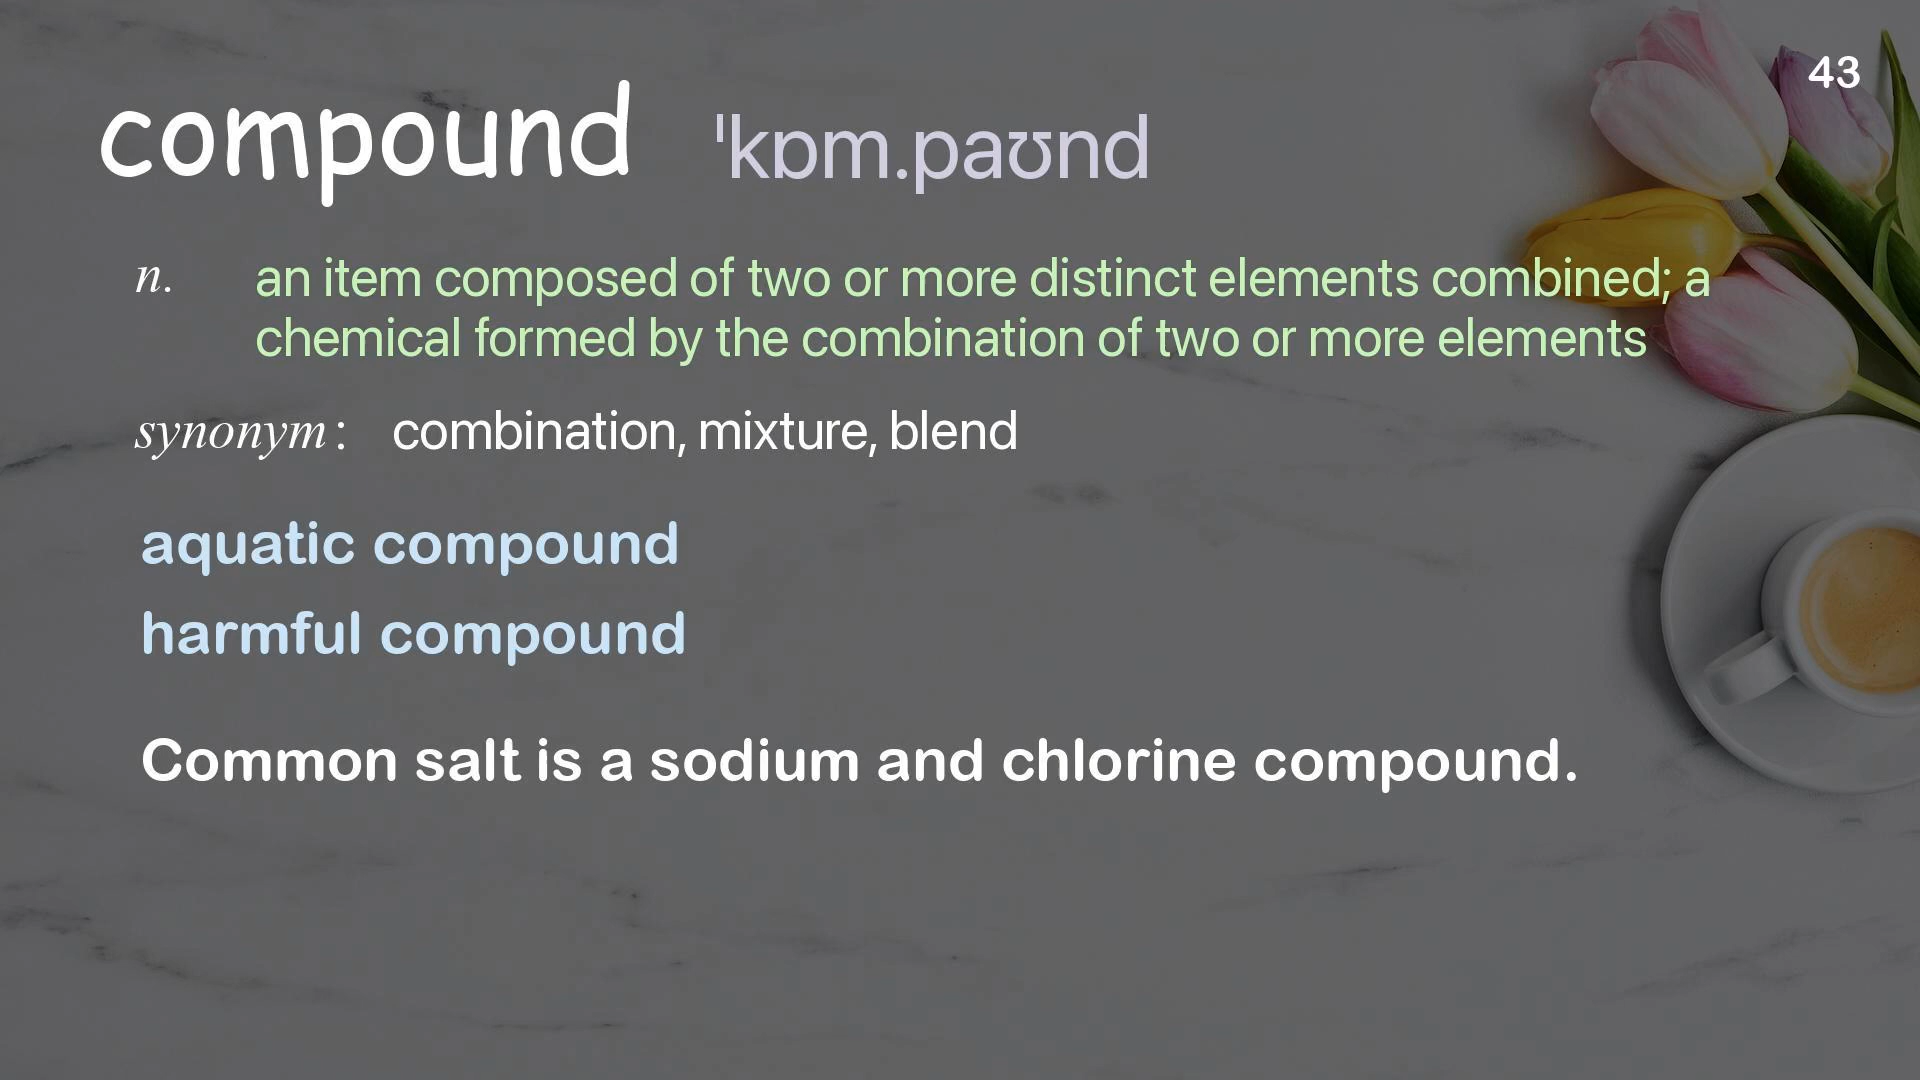 43
compound ˈkɒm.paʊnd
n. an item composed of two or more distinct elements combined; a
chemical formed by the combination of two or more elements
synonym : combination, mixture, blend
aquatic compound
harmful compound
Common salt is a sodium and chlorine compound.